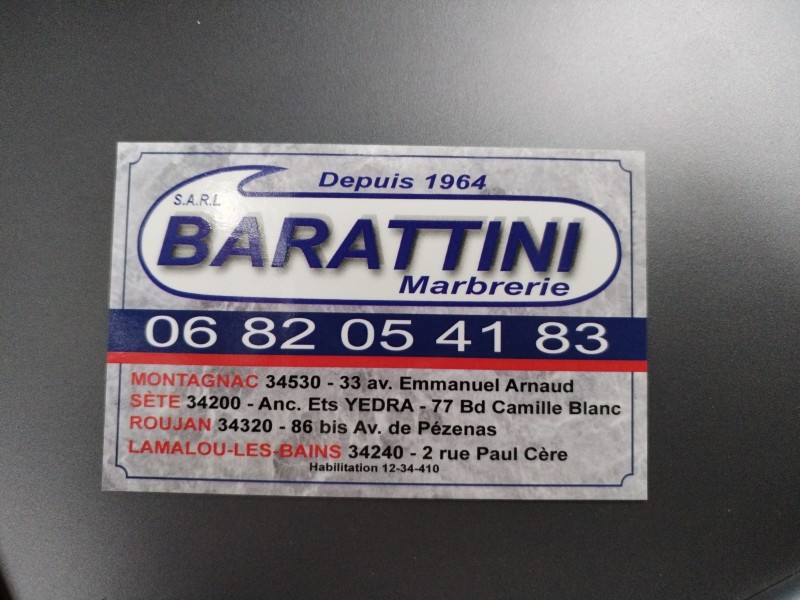 Depuis 1964
S.A.R.L
BARATTINI
Marbrerie
06 82 05 41 83
MONTAGNAC 34530 - 33 av. Emmanuel Arnaud
SÈTE 34200 - Anc. Ets YEDRA - 77 Bd Camille Blanc
ROUJAN 34320 - 86 bis Av. de Pézenas
LAMALOU-LES-BAINS 34240 - 2 rue Paul Cère
Habilitation 12-34-410